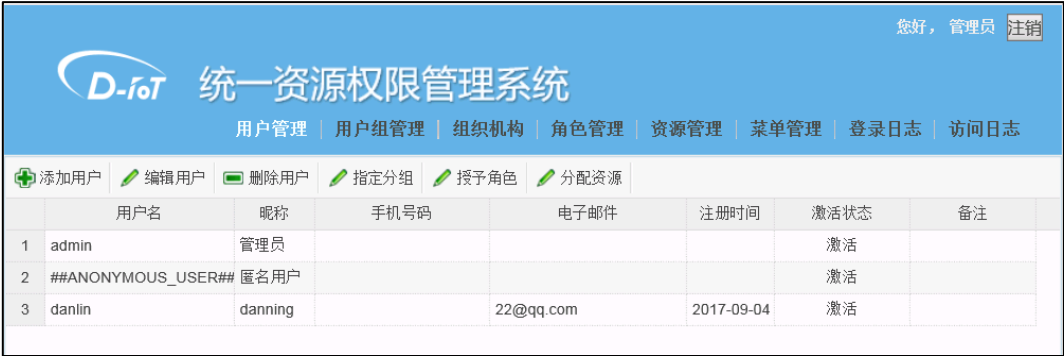 您好， 管理员 注销
D-IoT 统一资源权限管理系统
用户管理 | 用户组管理 | 组织机构 | 角色管理 | 资源管理 | 菜单管理 | 登录日志 | 访问日志
添加用户 编辑用户 删除用户 指定分组 授予角色 分配资源
用户名 昵称 手机号码 电子邮件 注册时间 激活状态 备注
1 admin 管理员 激活
2 ##ANONYMOUS_USER## 匿名用户 激活
3 danlin danning 22@qq.com 2017-09-04 激活